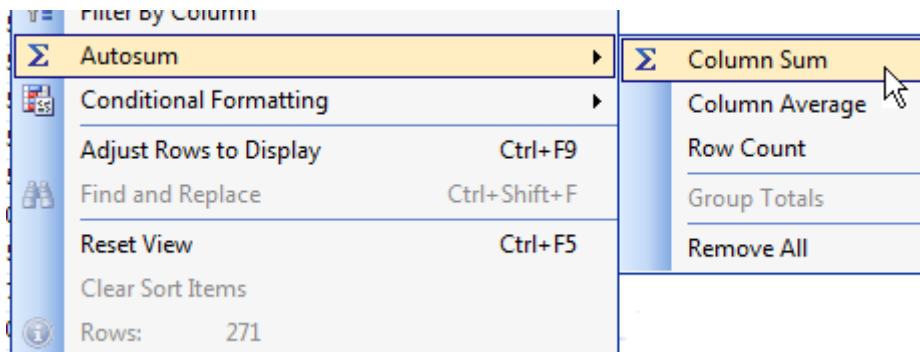 Filter By Column
Autosum
Conditional Formatting
Adjust Rows to Display Ctrl+F9
Find and Replace Ctrl+Shift+F
Reset View Ctrl+F5
Clear Sort Items
Rows: 271
Σ Column Sum
Column Average
Row Count
Group Totals
Remove All